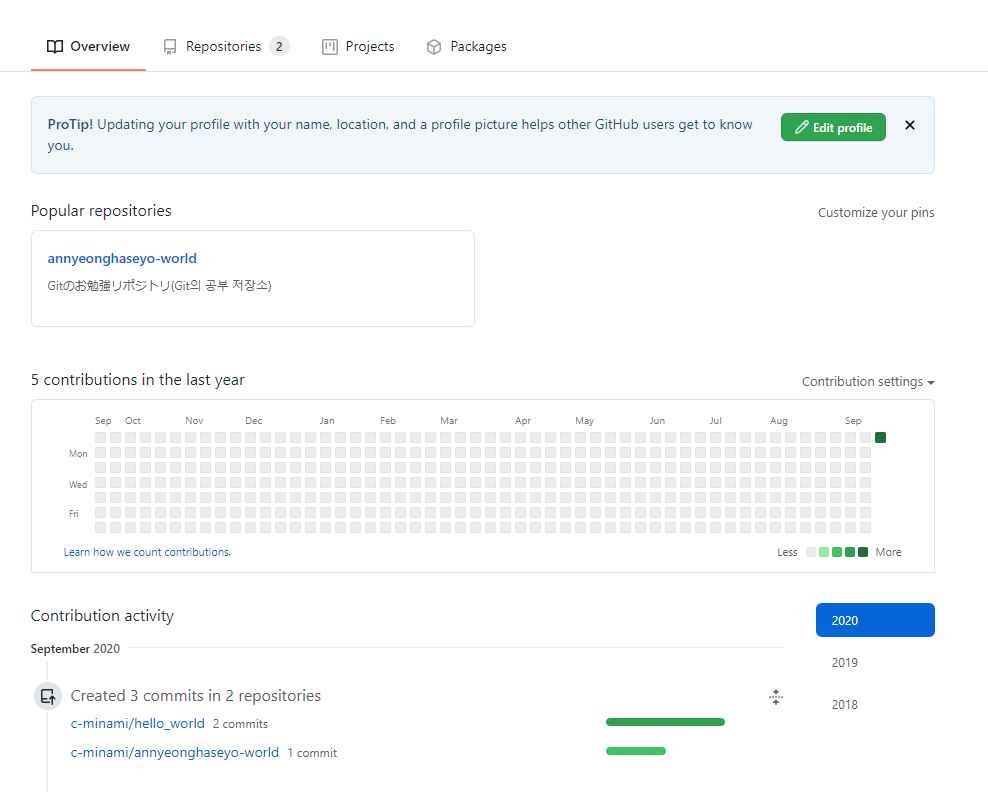 Overview Repositories 2 Projects Packages
ProTip! Updating your profile with your name, location, and a profile picture helps other GitHub users get to know
you.
Edit profile
Popular repositories
Customize your pins
annyeonghaseyo-world
Gitのお勉強リポジトリ(Git의 공부 저장소)
5 contributions in the last year
Contribution settings
Sep Oct Nov Dec Jan Feb Mar Apr May Jun Jul Aug Sep
Mon
Wed
Fri
Learn how we count contributions.
Less More
Contribution activity
2020
2019
2018
September 2020
Created 3 commits in 2 repositories
c-minami/hello_world 2 commits
c-minami/annyeonghaseyo-world 1 commit